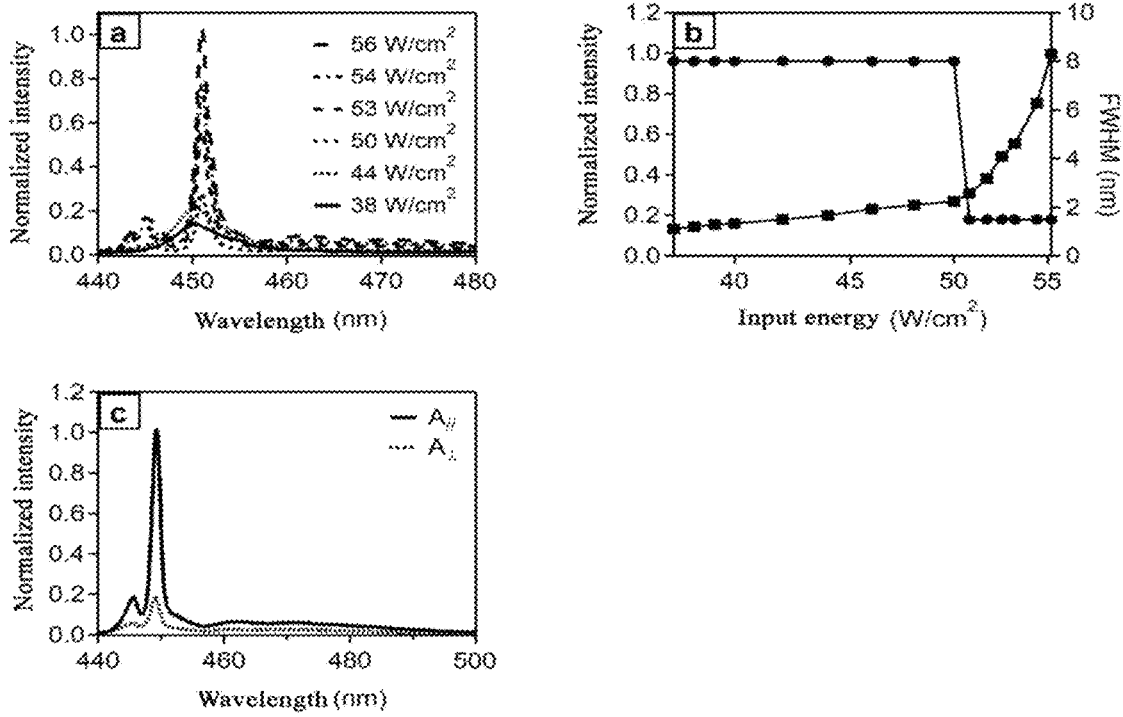 a
1.0
0.8
0.6
0.4
0.2
0.0
Normalized intensity
56 W/cm²
54 W/cm²
53 W/cm²
50 W/cm²
44 W/cm²
38 W/cm²
440 450 460 470 480
Wavelength (nm)
b
1.2
1.0
0.8
0.6
0.4
0.2
0.0
Normalized intensity
10
8
6
4
2
0
FWHM (nm)
40 45 50 55
Input energy (W/cm²)
c
1.2
1.0
0.8
0.6
0.4
0.2
0.0
Normalized intensity
A//
A⊥
440 460 480 500
Wavelength (nm)